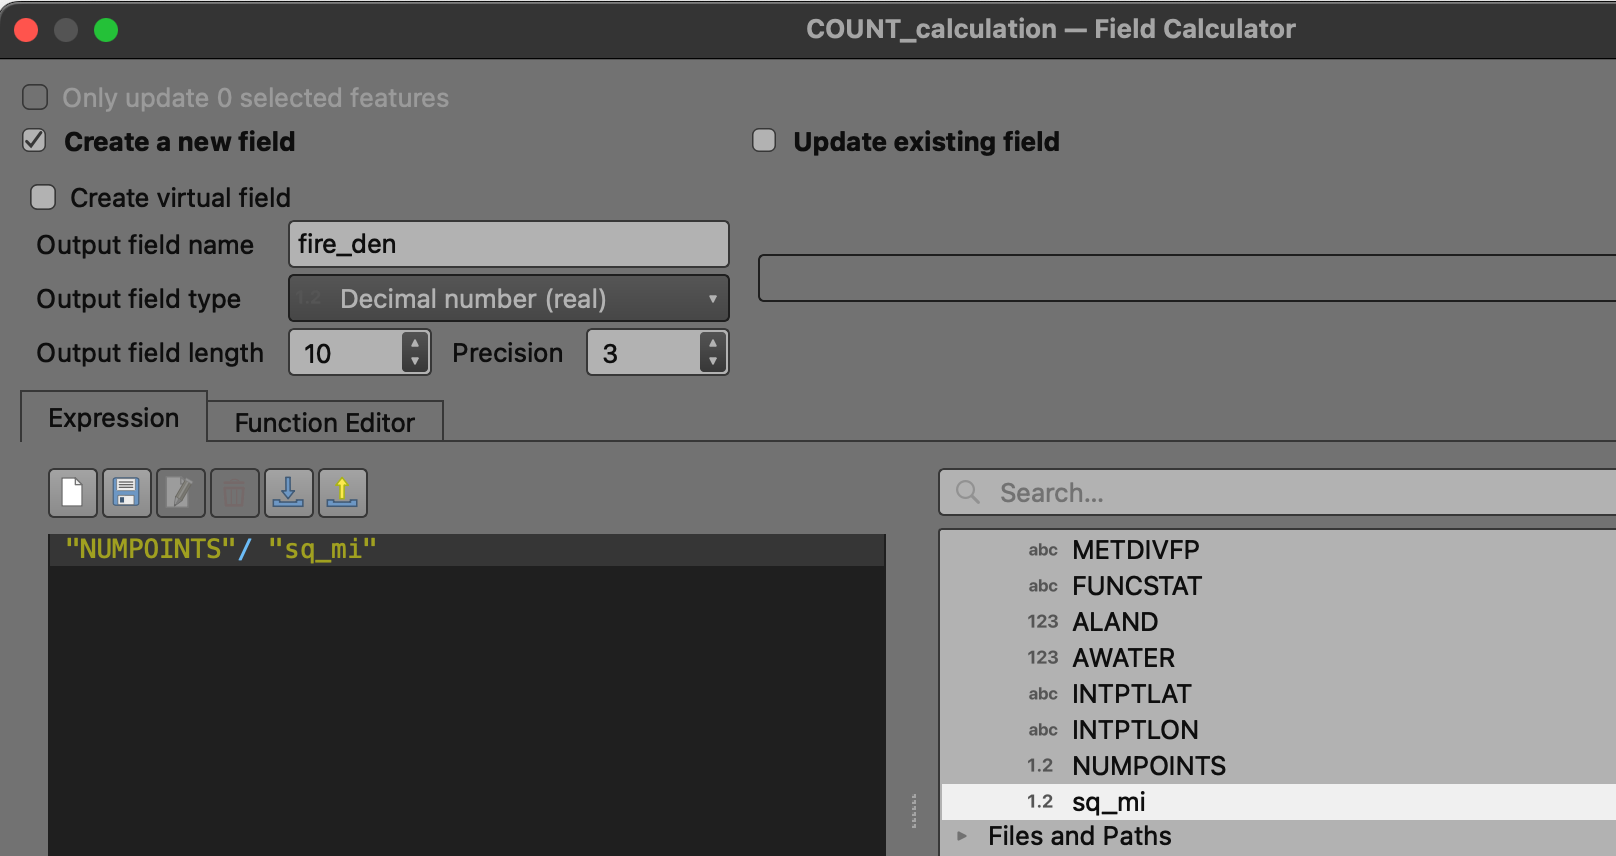 COUNT_calculation — Field Calculator
Only update 0 selected features
Create a new field
Update existing field
Create virtual field
Output field name fire_den
Output field type 1.2 Decimal number (real)
Output field length 10 Precision 3
Expression Function Editor
Search...
"NUMPOINTS"/ "sq_mi"
abc METDIVFP
abc FUNCSTAT
123 ALAND
123 AWATER
abc INTPTLAT
abc INTPTLON
1.2 NUMPOINTS
1.2 sq_mi
Files and Paths